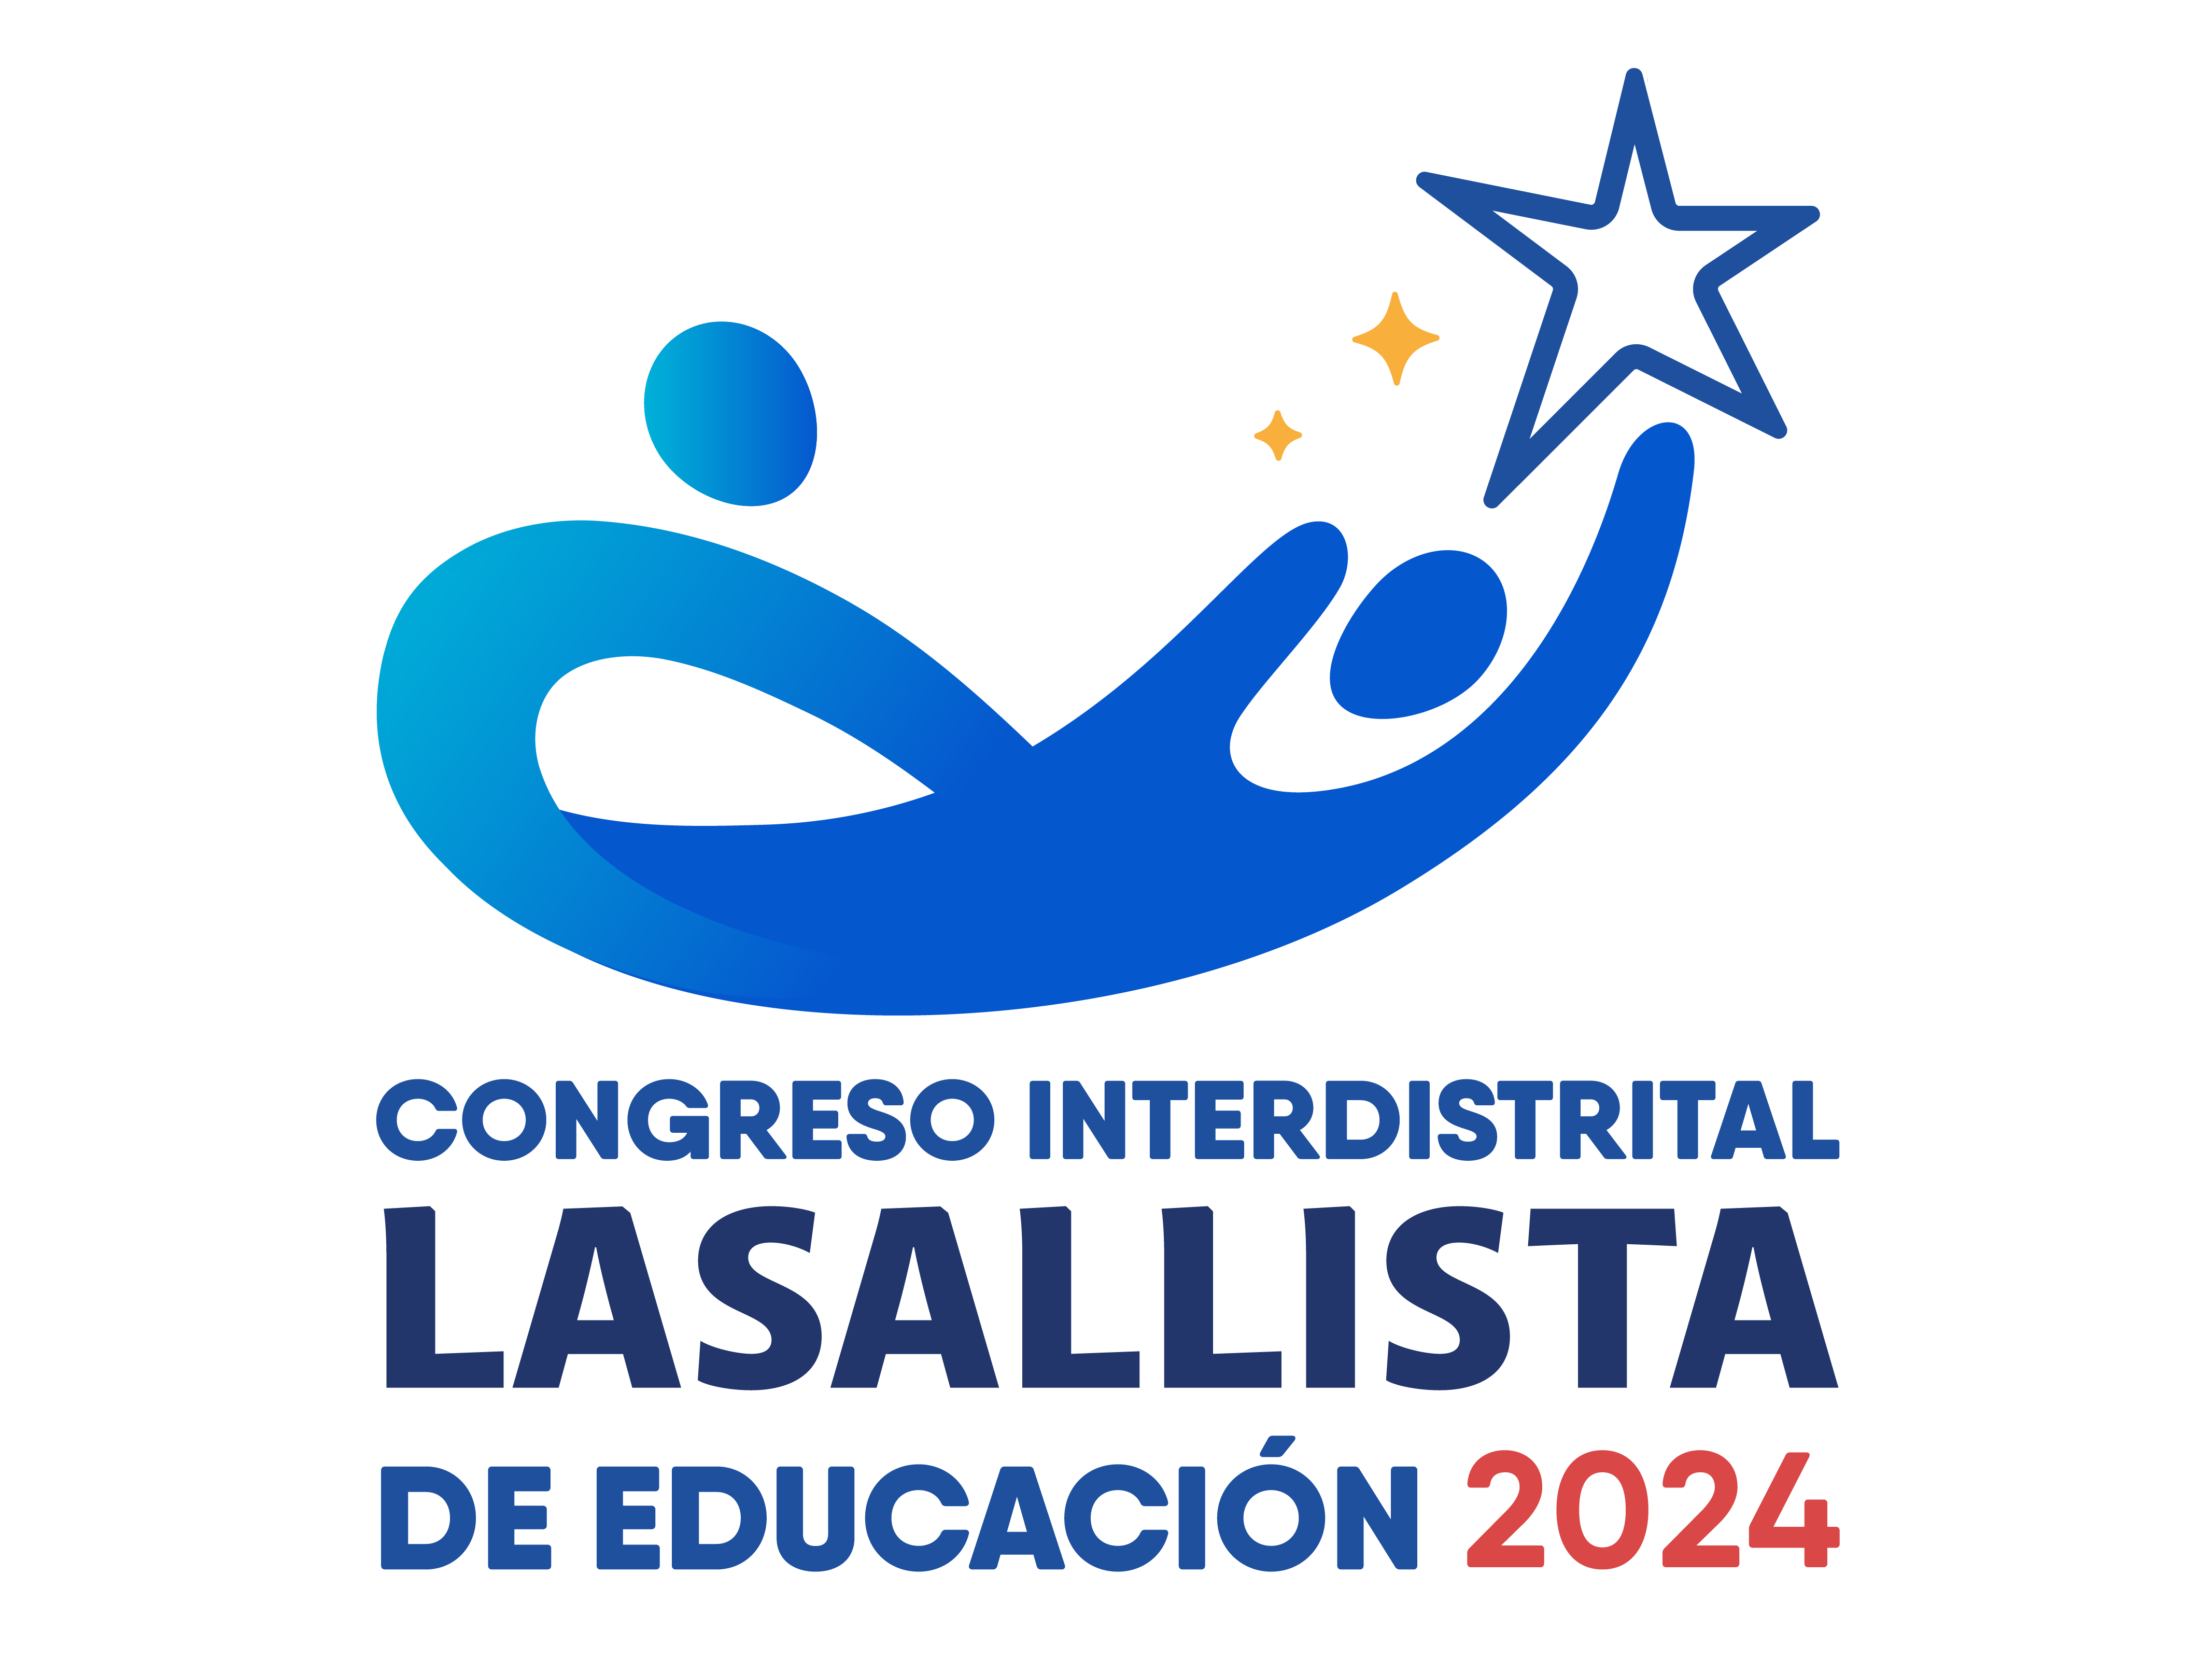 CONGRESO INTERDISTRITAL
LASALLISTA
DE EDUCACIÓN 2024